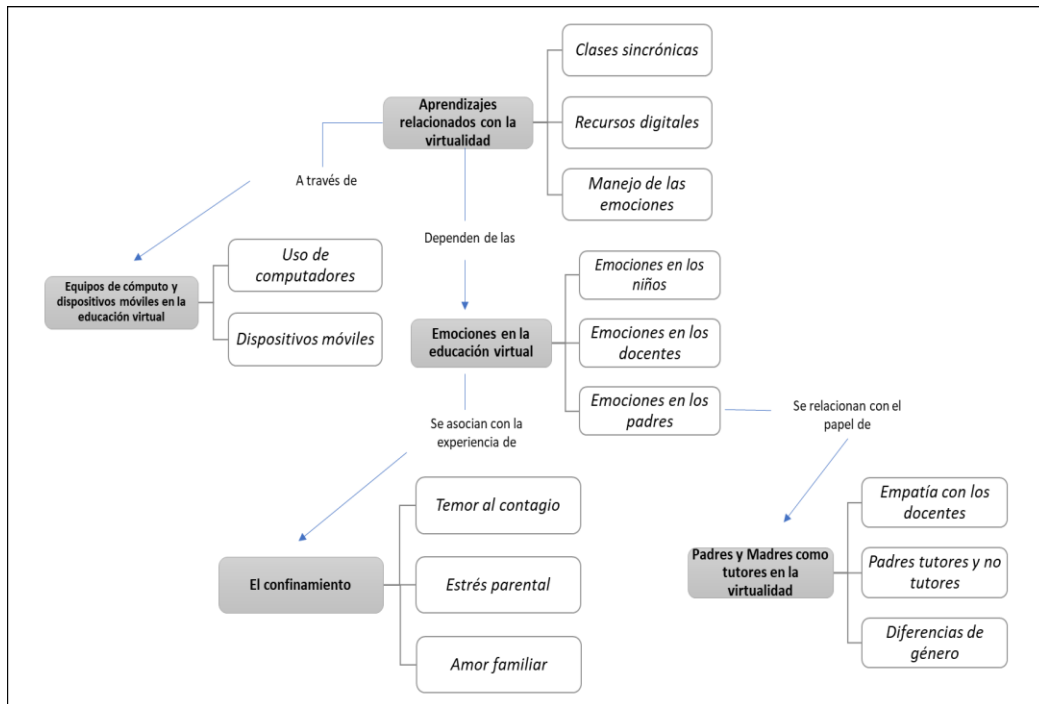 Clases sincrónicas
Aprendizajes
relacionados con la
virtualidad
Recursos digitales
Manejo de las
emociones
A través de
Dependen de las
Uso de
computadores
Equipos de cómputo y
dispositivos móviles en la
educación virtual
Dispositivos móviles
Emociones en los
niños
Emociones en la
educación virtual
Emociones en los
docentes
Emociones en los
padres
Se relacionan con el
papel de
Se asocian con la
experiencia de
Temor al contagio
El confinamiento
Estrés parental
Amor familiar
Empatía con los
docentes
Padres y Madres como
tutores en la
virtualidad
Padres tutores y no
tutores
Diferencias de
género